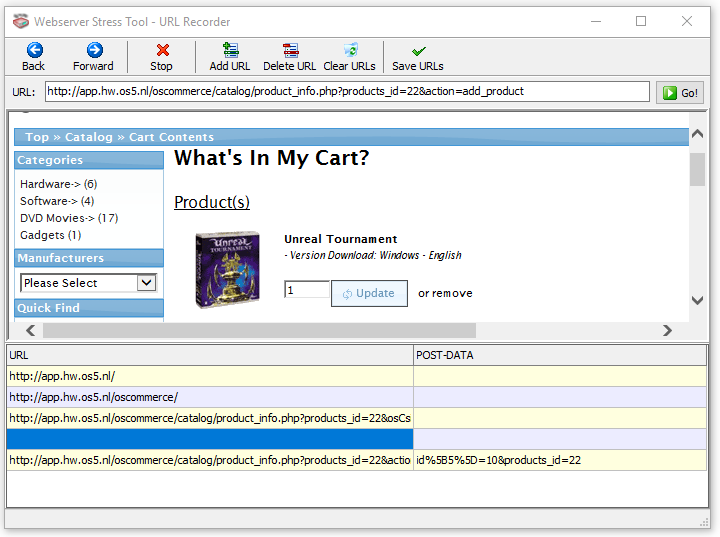 Webserver Stress Tool - URL Recorder
Back Forward Stop Add URL Delete URL Clear URLs Save URLs
URL: http://app.hw.os5.nl/oscommerce/catalog/product_info.php?products_id=22&action=add_product Go!
Top » Catalog » Cart Contents
Categories
Hardware-> (6)
Software-> (4)
DVD Movies-> (17)
Gadgets (1)
Manufacturers
Please Select
Quick Find
What's In My Cart?
Product(s)
Unreal TOURNAMENT
Unreal Tournament
- Version Download: Windows - English
1 Update or remove
URL POST-DATA
http://app.hw.os5.nl/
http://app.hw.os5.nl/oscommerce/
http://app.hw.os5.nl/oscommerce/catalog/product_info.php?products_id=22&osCs
http://app.hw.os5.nl/oscommerce/catalog/product_info.php?products_id=22&actio id%5B5%5D=10&products_id=22